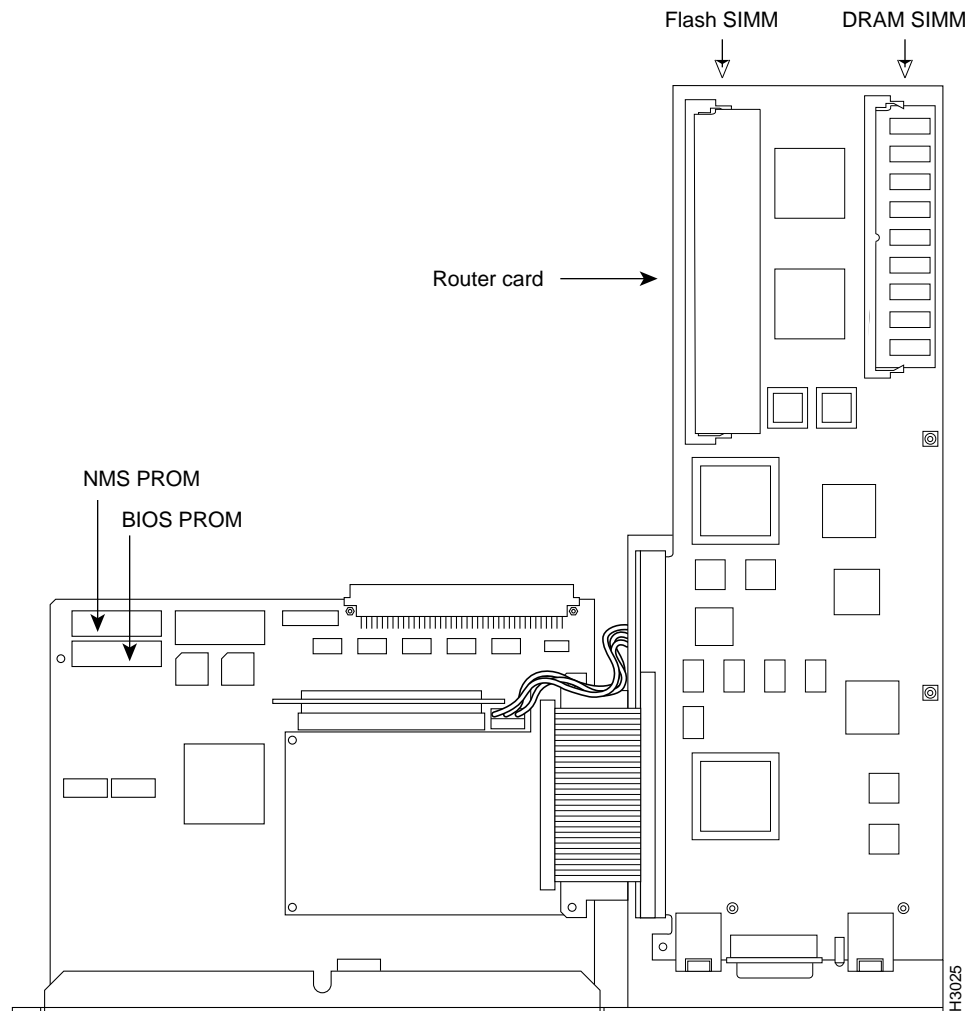 Flash SIMM
DRAM SIMM
Router card
NMS PROM
BIOS PROM
H3025